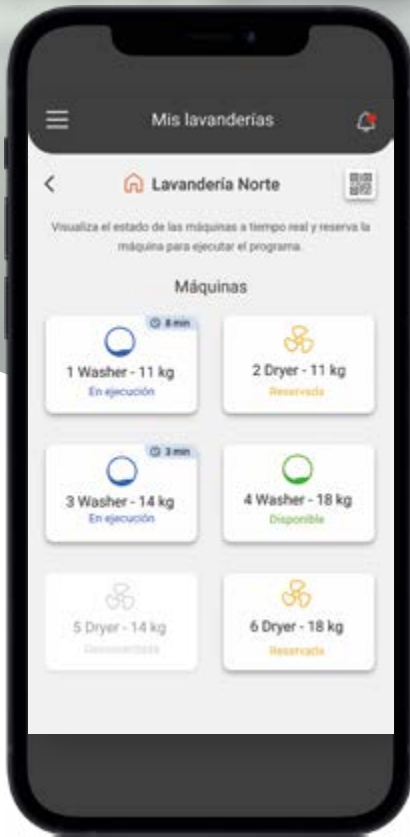 Mis lavanderías
Lavandería Norte
Visualiza el estado de las máquinas a tiempo real y reserva la
máquina para ejecutar el programa.
Máquinas
8 min
1 Washer - 11 kg
En ejecución
2 Dryer - 11 kg
Reservada
3 min
3 Washer - 14 kg
En ejecución
4 Washer - 18 kg
Disponible
5 Dryer - 14 kg
Desconectada
6 Dryer - 18 kg
Reservada